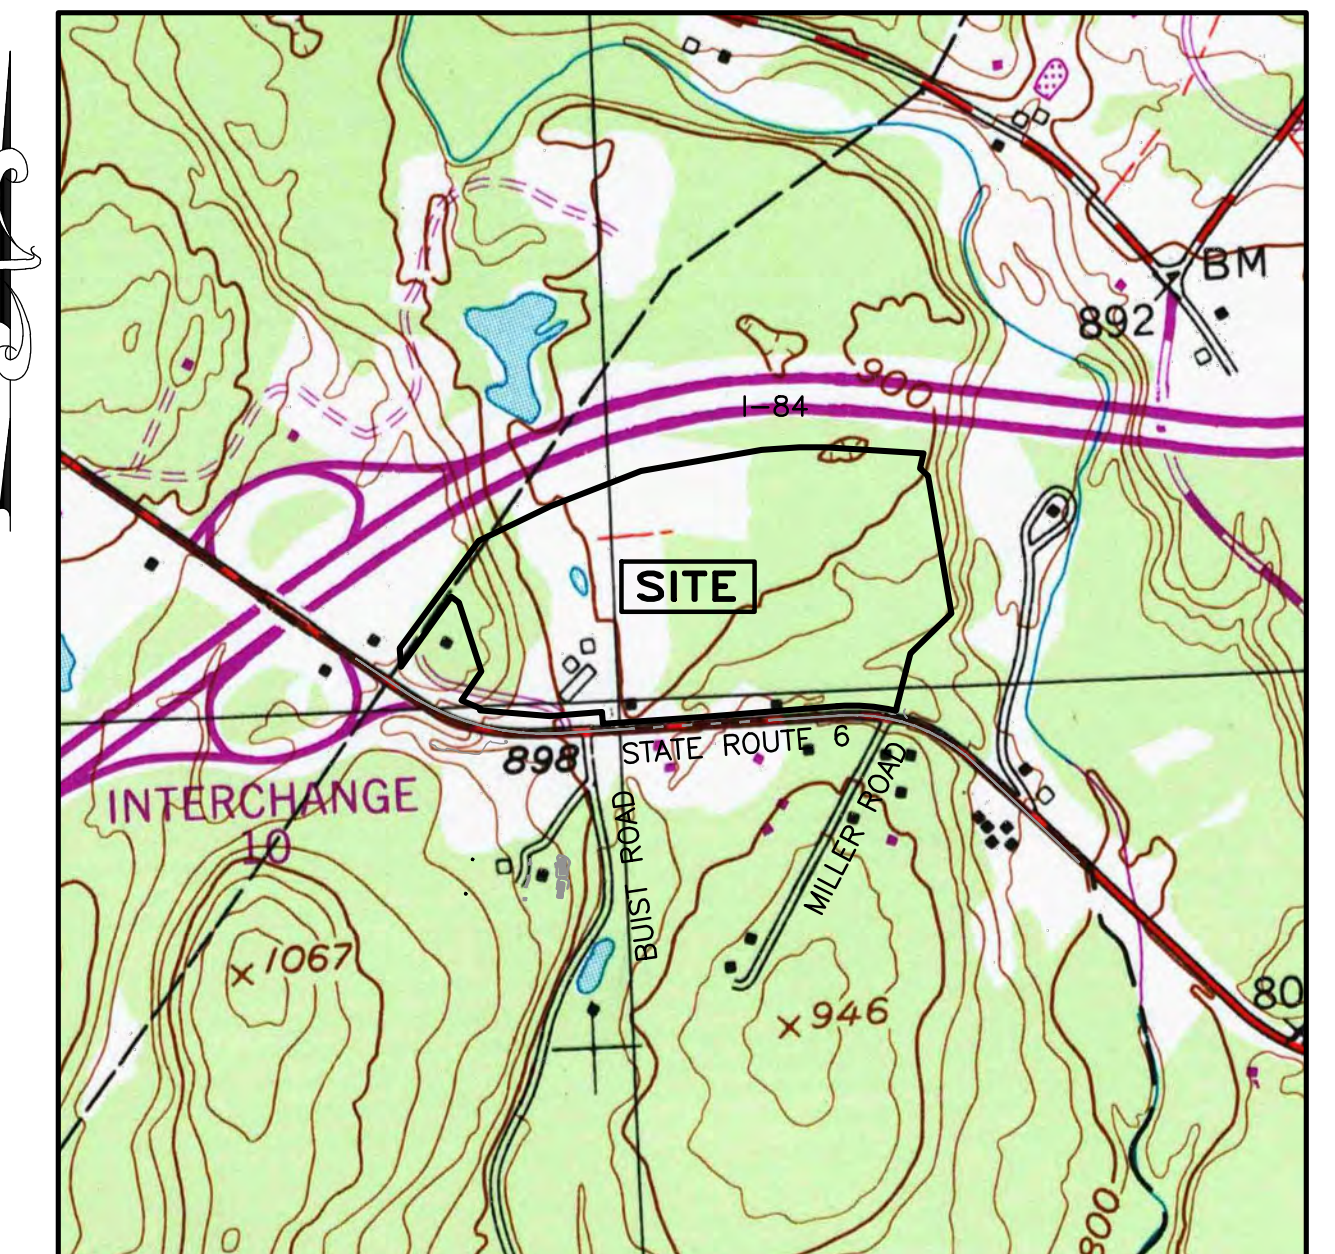 BM
892
900
I-84
SITE
898
STATE ROUTE 6
INTERCHANGE
10
BUIST ROAD
MILLER ROAD
1067
946
80
800